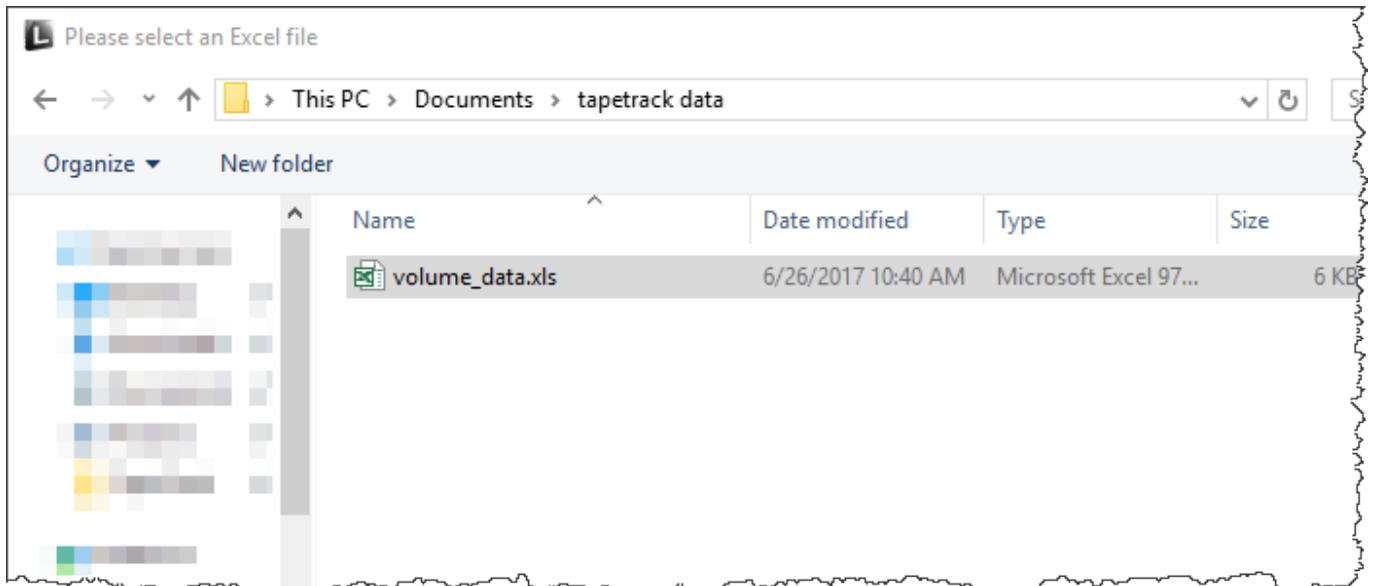 Please select an Excel file
This PC > Documents > tapetrack data
Organize New folder
Name Date modified Type Size
volume_data.xls 6/26/2017 10:40 AM Microsoft Excel 97... 6 KB